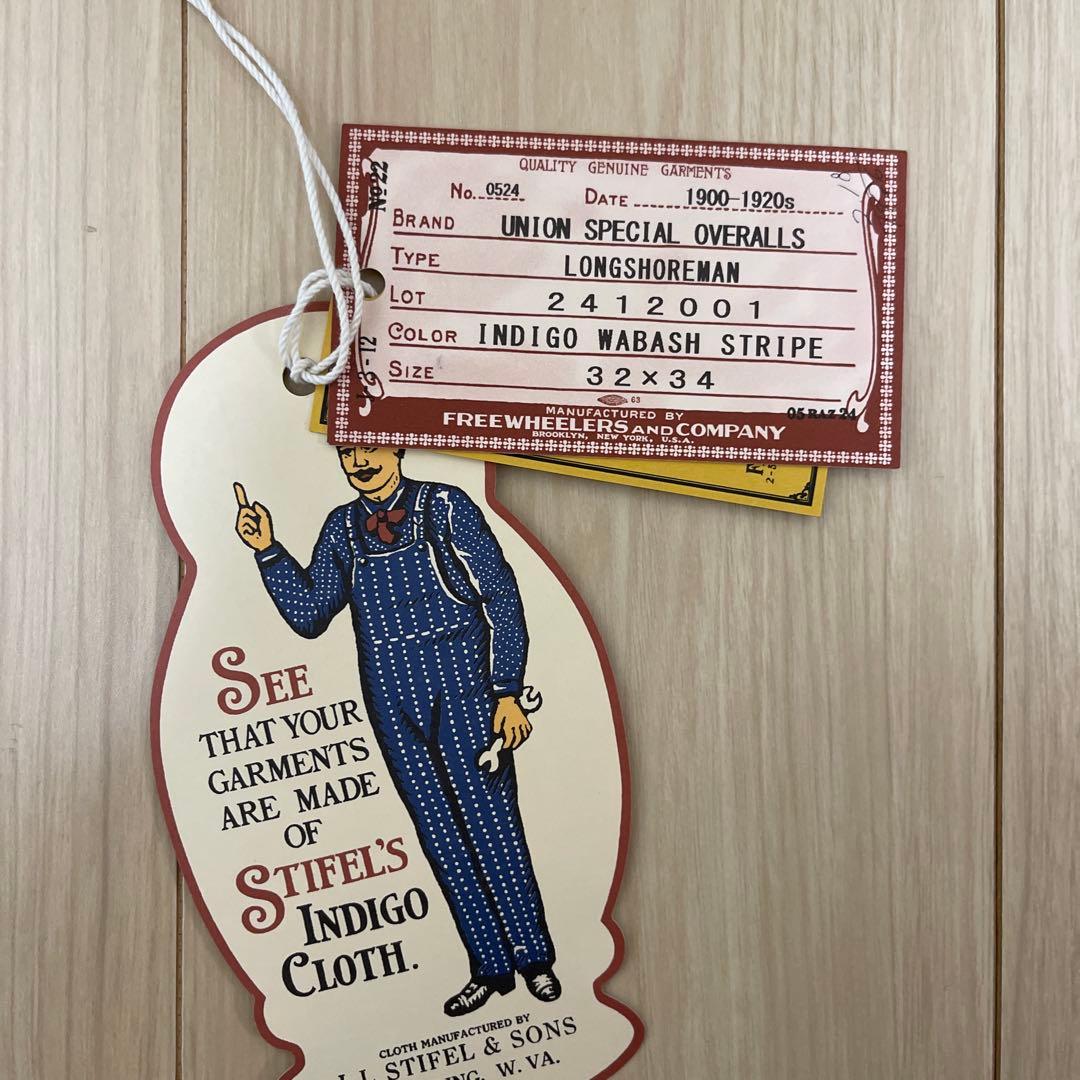 QUALITY GENUINE GARMENTS
No. 0524 DATE 1900-1920s
BRAND UNION SPECIAL OVERALLS
TYPE LONGSHOREMAN
LOT 2412001
COLOR INDIGO WABASH STRIPE
SIZE 32×34
63
MANUFACTURED BY
FREEWHEELERS AND COMPANY
BROOKLYN, NEW YORK, U.S.A.
No 22
SEE
THAT YOUR
GARMENTS
ARE MADE
OF
STIFEL'S
INDIGO
CLOTH.
CLOTH MANUFACTURED BY
J.L. STIFEL & SONS
W. VA.